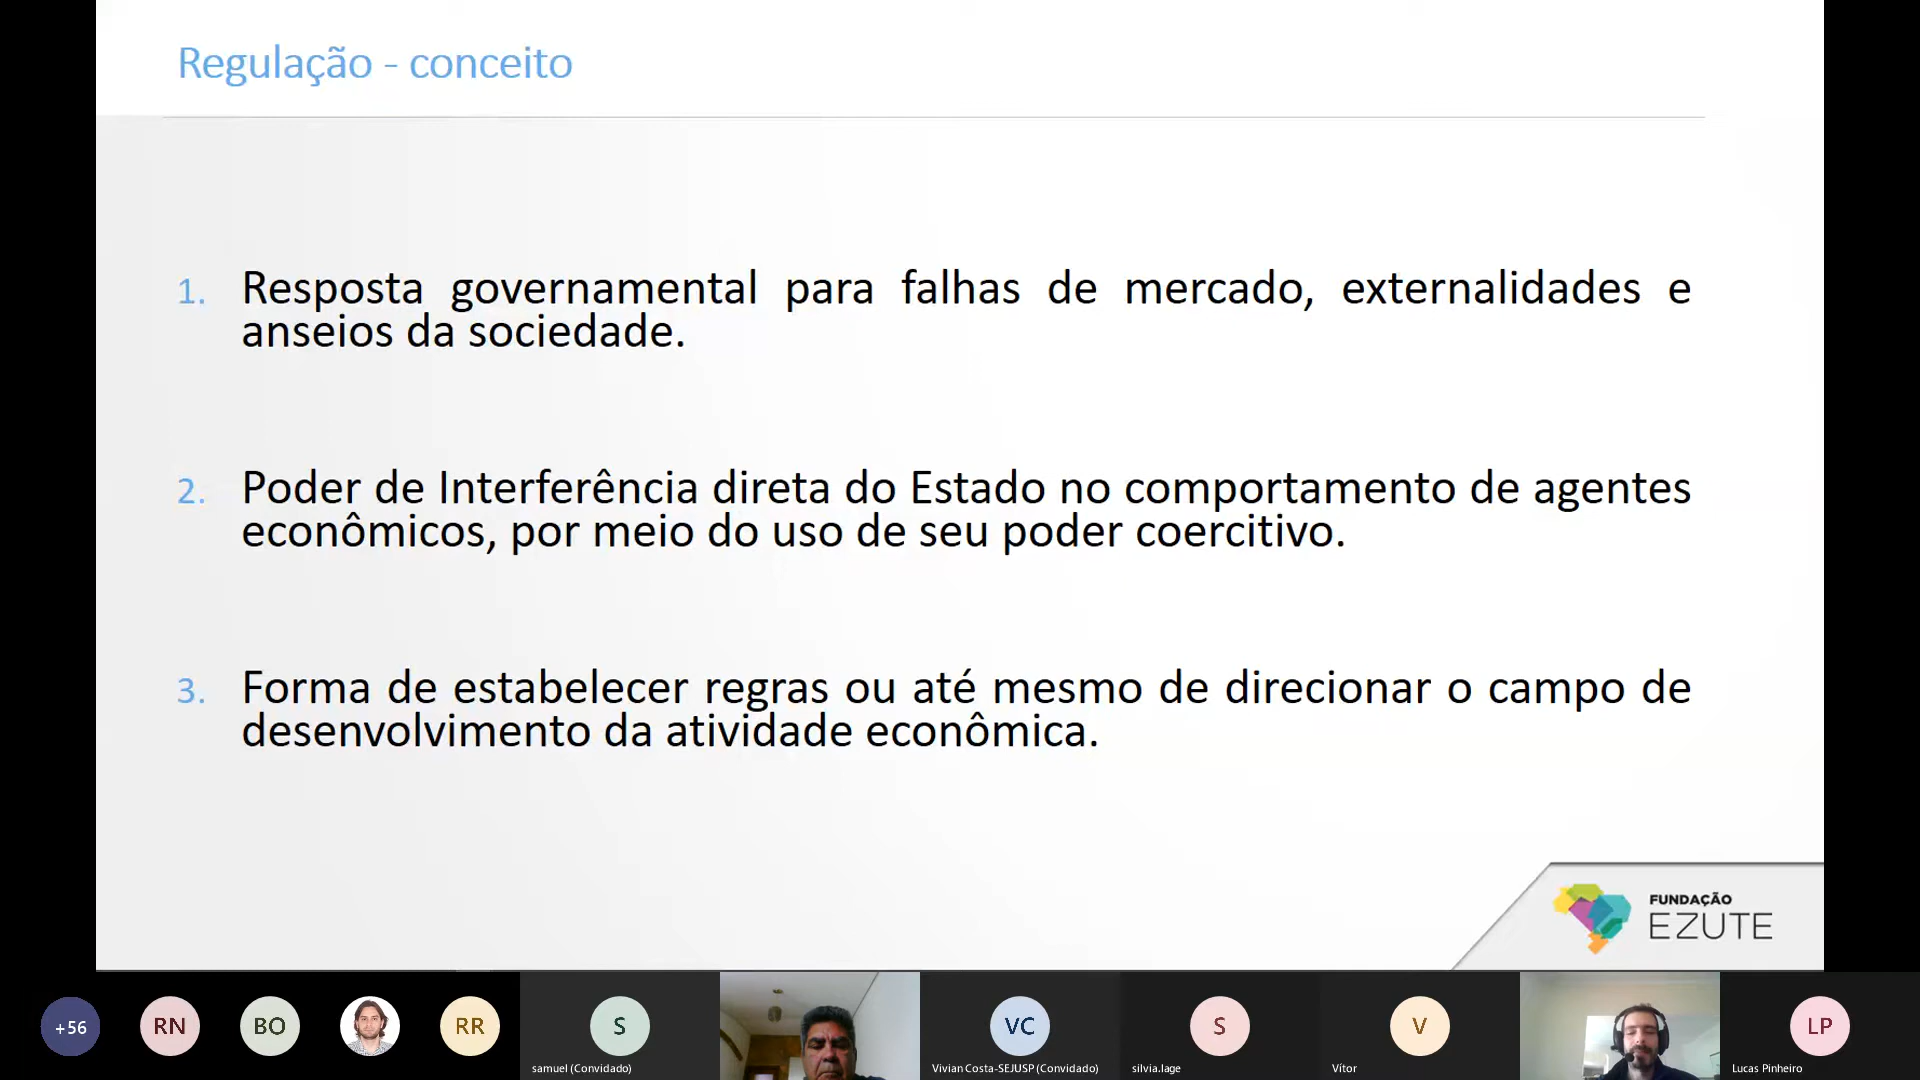 Regulação - conceito
1. Resposta governamental para falhas de mercado, externalidades e
anseios da sociedade.
2. Poder de Interferência direta do Estado no comportamento de agentes
econômicos, por meio do uso de seu poder coercitivo.
3. Forma de estabelecer regras ou até mesmo de direcionar o campo de
desenvolvimento da atividade econômica.
FUNDAÇÃO
EZUTE
+56
RN
BO
RR
S
samuel (Convidado)
VC
Vivian Costa-SEJUSP (Convidado)
S
silvia.lage
V
Vítor
LP
Lucas Pinheiro